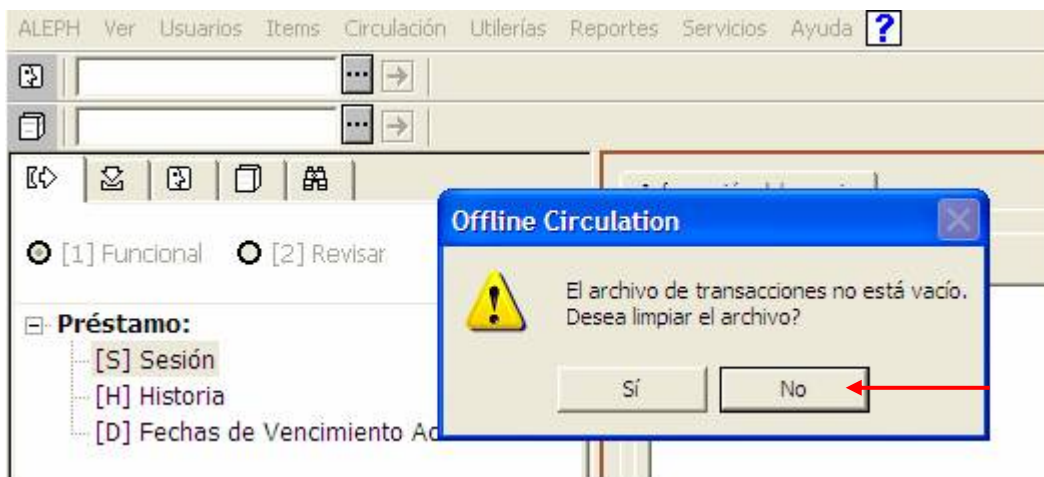 ALEPH Ver Usuarios Items Circulación Utilerías Reportes Servicios Ayuda ?
...
...
Offline Circulation
[1] Funcional [2] Revisar
El archivo de transacciones no está vacío.
Desea limpiar el archivo?
Préstamo:
[S] Sesión
Sí No
[H] Historia
[D] Fechas de Vencimiento